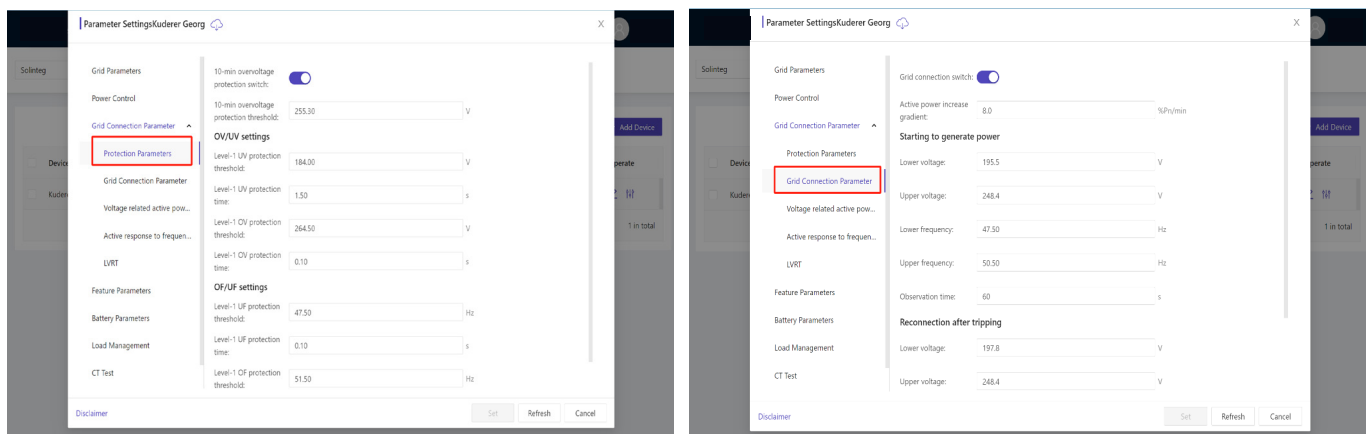 Parameter SettingsKuderer Georg
X
Solinteg
Grid Parameters
Power Control
Grid Connection Parameter
Protection Parameters
Grid Connection Parameter
Voltage related active pow...
Active response to frequen...
LVRT
Feature Parameters
Battery Parameters
Load Management
CT Test
10-min overvoltage
protection switch:
10-min overvoltage
protection threshold:
255.30
V
OV/UV settings
Level-1 UV protection
threshold:
184.00
V
Level-1 UV protection
time:
1.50
s
Level-1 OV protection
threshold:
264.50
V
Level-1 OV protection
time:
0.10
s
OF/UF settings
Level-1 UF protection
threshold:
47.50
Hz
Level-1 UF protection
time:
0.10
s
Level-1 OF protection
threshold:
51.50
Hz
Device
Kuder
Add Device
perate
1 in total
Disclaimer
Set
Refresh
Cancel
Parameter SettingsKuderer Georg
X
Solinteg
Grid Parameters
Power Control
Grid Connection Parameter
Protection Parameters
Grid Connection Parameter
Voltage related active pow...
Active response to frequen...
LVRT
Feature Parameters
Battery Parameters
Load Management
CT Test
Grid connection switch:
Active power increase
gradient:
8.0
%Pn/min
Starting to generate power
Lower voltage:
195.5
V
Upper voltage:
248.4
V
Lower frequency:
47.50
Hz
Upper frequency:
50.50
Hz
Observation time:
60
s
Reconnection after tripping
Lower voltage:
197.8
V
Upper voltage:
248.4
V
Device
Kuder
Add Device
perate
1 in total
Disclaimer
Set
Refresh
Cancel